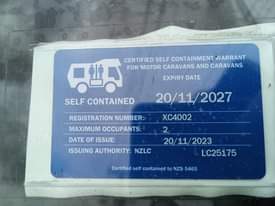 CERTIFIED SELF CONTAINMENT WARRANT
FOR MOTOR CARAVANS AND CARAVANS
EXPIRY DATE
SELF CONTAINED 20/11/2027
REGISTRATION NUMBER: XC4002
MAXIMUM OCCUPANTS: 2
DATE OF ISSUE: 20/11/2023
ISSUING AUTHORITY: NZLC LC25175
Certified self contained to NZS 5465